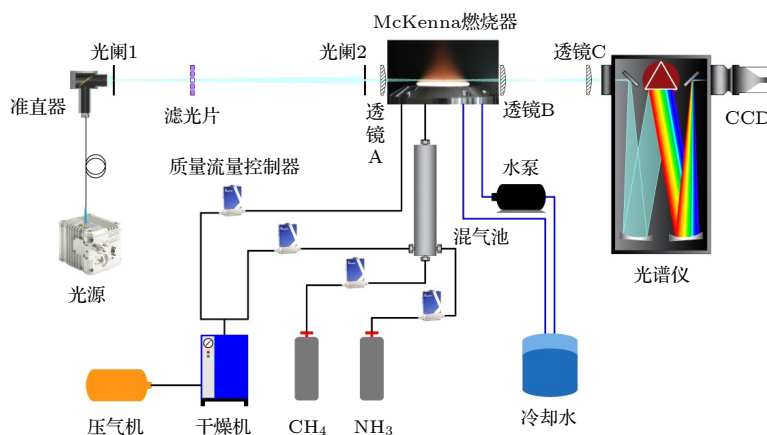 McKenna燃烧器
光阑1
光阑2
透镜C
准直器
滤光片
透
镜
A
透镜B
CCD
质量流量控制器
水泵
混气池
光源
光谱仪
压气机
干燥机
CH4
NH3
冷却水